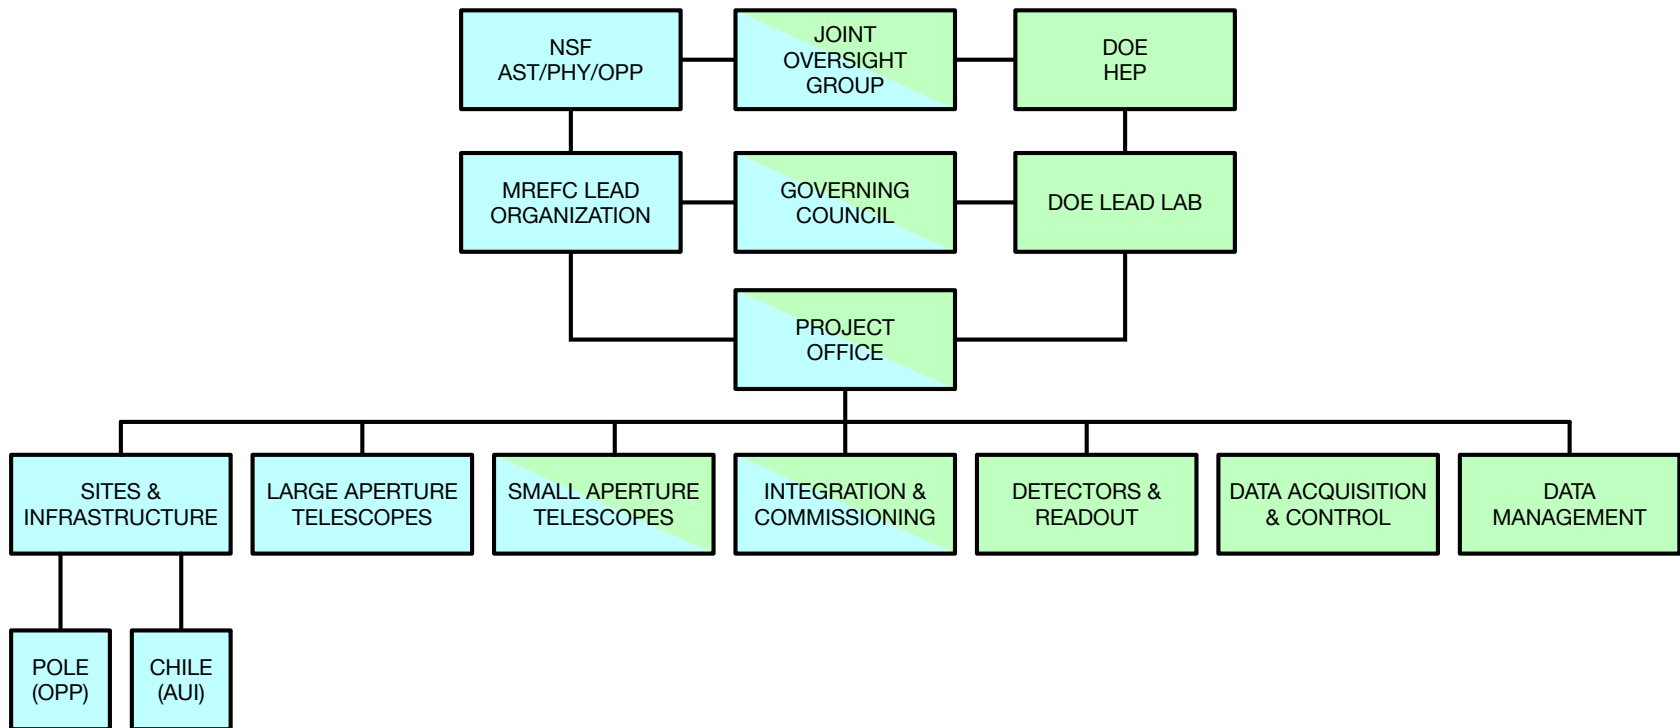 NSF
AST/PHY/OPP
JOINT
OVERSIGHT
GROUP
DOE
HEP
MREFC LEAD
ORGANIZATION
GOVERNING
COUNCIL
DOE LEAD LAB
PROJECT
OFFICE
SITES &
INFRASTRUCTURE
LARGE APERTURE
TELESCOPES
SMALL APERTURE
TELESCOPES
INTEGRATION &
COMMISSIONING
DETECTORS &
READOUT
DATA ACQUISITION
& CONTROL
DATA
MANAGEMENT
POLE
(OPP)
CHILE
(AUI)